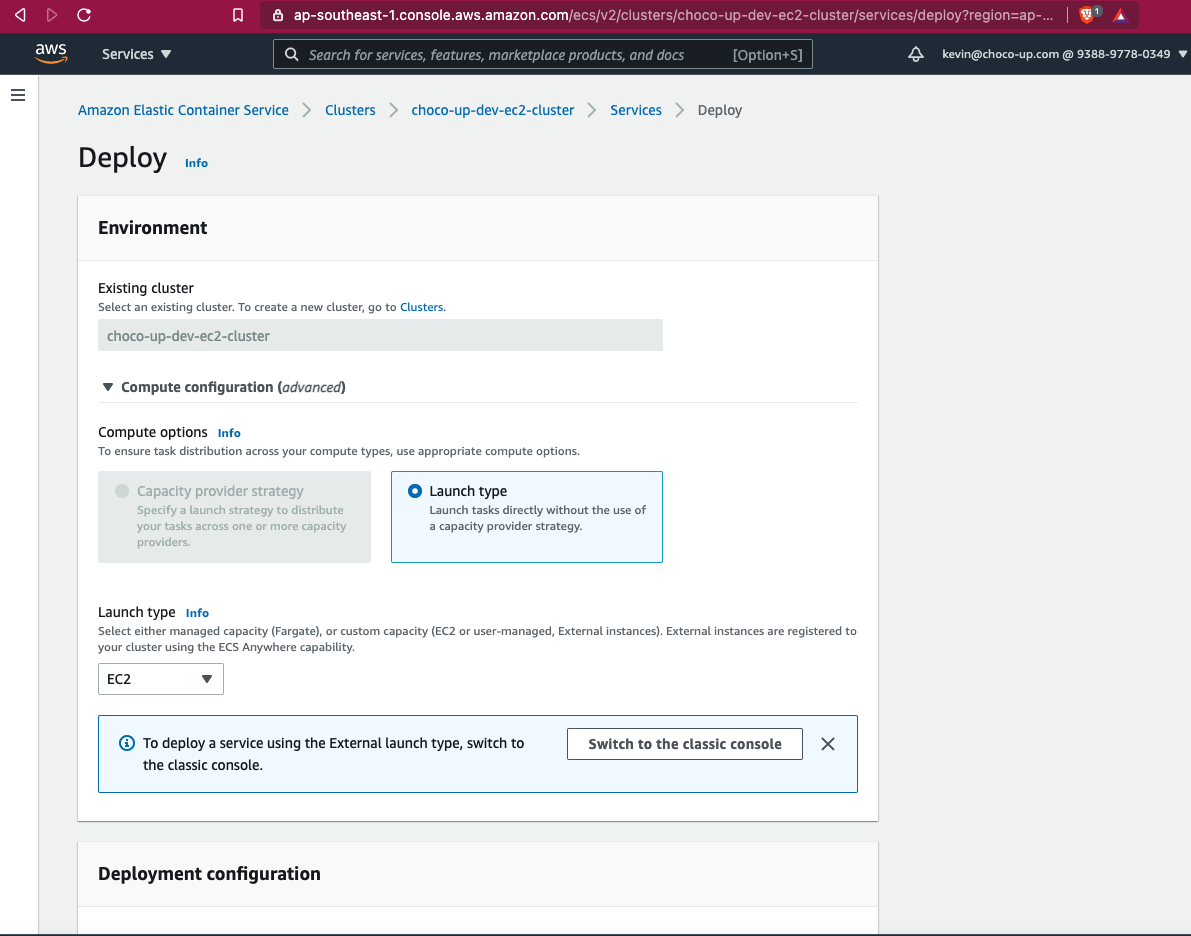 ap-southeast-1.console.aws.amazon.com/ecs/v2/clusters/choco-up-dev-ec2-cluster/services/deploy?region=ap-...
1
aws
Services
Search for services, features, marketplace products, and docs
[Option+S]
kevin@choco-up.com @ 9388-9778-0349
Amazon Elastic Container Service
Clusters
choco-up-dev-ec2-cluster
Services
Deploy
Deploy
Info
Environment
Existing cluster
Select an existing cluster. To create a new cluster, go to Clusters.
choco-up-dev-ec2-cluster
Compute configuration (advanced)
Compute options Info
To ensure task distribution across your compute types, use appropriate compute options.
Capacity provider strategy
Specify a launch strategy to distribute
your tasks across one or more capacity
providers.
Launch type
Launch tasks directly without the use of
a capacity provider strategy.
Launch type Info
Select either managed capacity (Fargate), or custom capacity (EC2 or user-managed, External instances). External instances are registered to
your cluster using the ECS Anywhere capability.
EC2
To deploy a service using the External launch type, switch to
the classic console.
Switch to the classic console
Deployment configuration